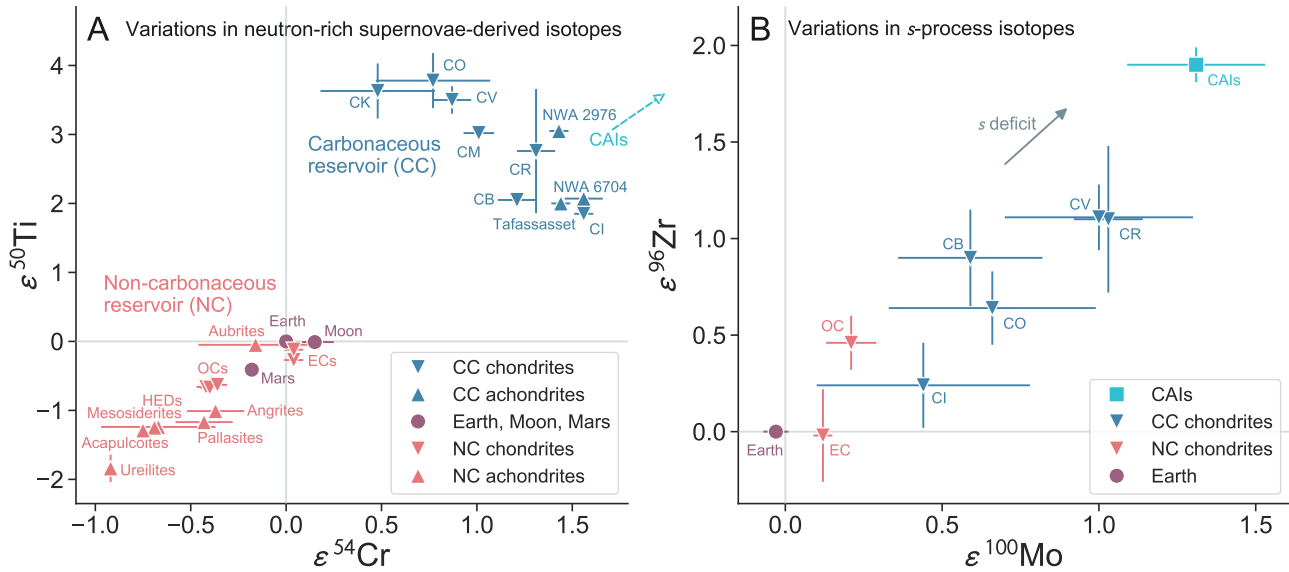 A Variations in neutron-rich supernovae-derived isotopes
4
3
2
1
0
−1
−2
ε⁵⁰Ti
CO
CK
CV
CM
NWA 2976
CAIs
CR
Carbonaceous
reservoir (CC)
CB
NWA 6704
Tafassasset
CI
Non-carbonaceous
reservoir (NC)
Earth
Moon
Aubrites
ECs
OCs
Mars
HEDs
Mesosiderites
Angrites
Acapulcoites
Pallasites
Ureilites
CC chondrites
CC achondrites
Earth, Moon, Mars
NC chondrites
NC achondrites
−1.0 −0.5 0.0 0.5 1.0 1.5
ε⁵⁴Cr
B Variations in s-process isotopes
2.0
1.5
1.0
0.5
0.0
ε⁹⁶Zr
CAIs
s deficit
CV
CR
CB
CO
OC
CI
Earth
EC
CAIs
CC chondrites
NC chondrites
Earth
0.0 0.5 1.0 1.5
ε¹⁰⁰Mo